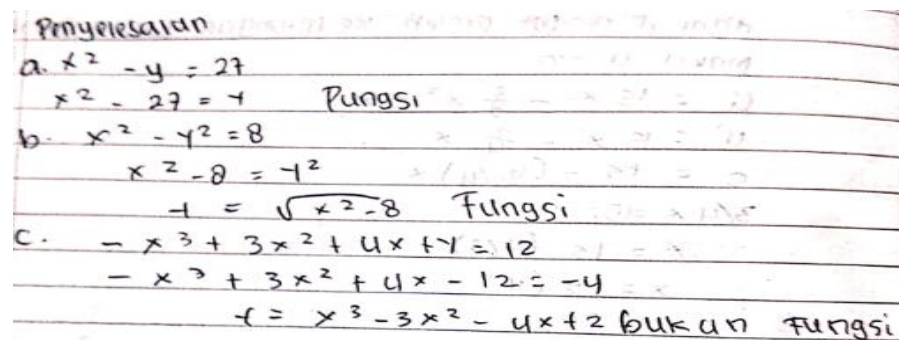 Penyelesaian
a. x² - y = 27
x² - 27 = y Pungsi
b. x² - y² = 8
x² - 8 = y²
y = √x² - 8 Fungsi
c. - x³ + 3x² + 4x + y = 12
- x³ + 3x² + 4x - 12 = -y
y = x³ - 3x² - 4x + 2 bukan Fungsi